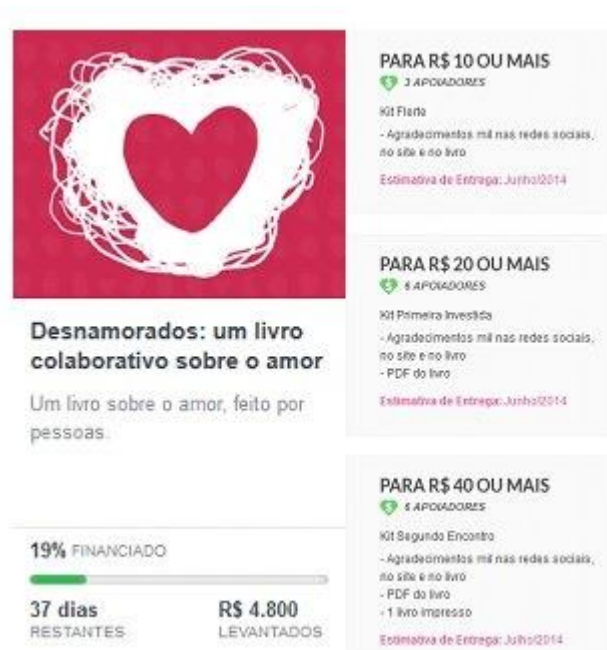 Desnamorados: um livro
colaborativo sobre o amor
Um livro sobre o amor, feito por
pessoas.
19% FINANCIADO
37 dias
RESTANTES
R$ 4.800
LEVANTADOS
PARA R$ 10 OU MAIS
3 APOIADORES
Kit Flerte
- Agradecimentos mil nas redes sociais,
no site e no livro
Estimativa de Entrega: Junho/2014
PARA R$ 20 OU MAIS
6 APOIADORES
Kit Primeira Investida
- Agradecimentos mil nas redes sociais,
no site e no livro
- PDF do livro
Estimativa de Entrega: Junho/2014
PARA R$ 40 OU MAIS
6 APOIADORES
Kit Segundo Encontro
- Agradecimentos mil nas redes sociais,
no site e no livro
- PDF do livro
- 1 livro impresso
Estimativa de Entrega: Julho/2014